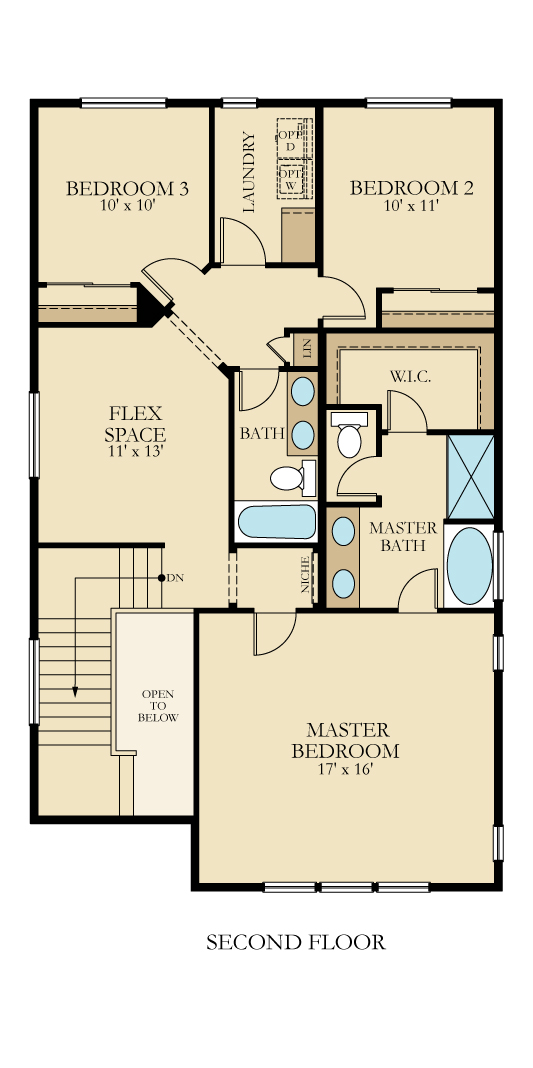 BEDROOM 3
10' x 10'
LAUNDRY
OPT.
D
OPT.
W
BEDROOM 2
10' x 11'
LIN
W.I.C.
FLEX
SPACE
11' x 13'
BATH
MASTER
BATH
NICHE
DN
OPEN
TO
BELOW
MASTER
BEDROOM
17' x 16'
SECOND FLOOR